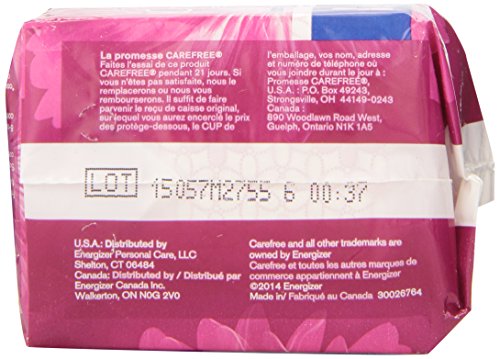 La promesse CAREFREE®
Faites l'essai de ce produit
CAREFREE® pendant 21 jours. Si
vous n'êtes pas satisfaite, nous le
remplacerons ou nous vous
rembourserons. Il suffit de faire
parvenir le reçu de caisse original,
sur lequel vous aurez encerclé le prix
des protège-dessous, le CUP de
l'emballage, vos nom, adresse
et numéro de téléphone où
vous joindre durant le jour à :
Promesse CAREFREE®,
U.S.A : P.O. Box 49243,
Strongsville, OH 44149-0243
Canada :
890 Woodlawn Road West,
Guelph, Ontario N1K 1A5
LOT 15057M2755 6 00:37
U.S.A.: Distributed by
Energizer Personal Care, LLC
Shelton, CT 06484
Canada: Distributed by / Distribué par
Energizer Canada Inc.
Walkerton, ON N0G 2V0
Carefree and all other trademarks
are owned by Energizer
Carefree et toutes les autres marques de
commerce appartiennent à Energizer
©2014 Energizer
Made in/ Fabriqué au Canada 30026764